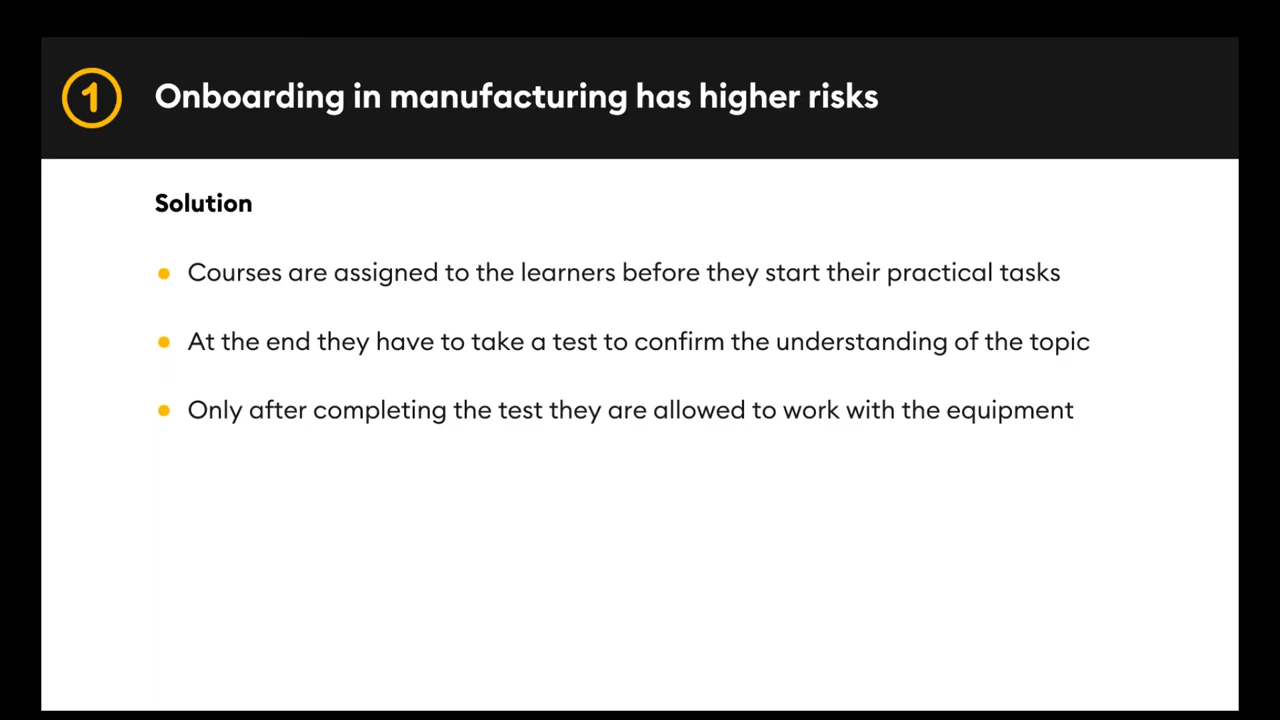 1
Onboarding in manufacturing has higher risks
Solution
Courses are assigned to the learners before they start their practical tasks
At the end they have to take a test to confirm the understanding of the topic
Only after completing the test they are allowed to work with the equipment